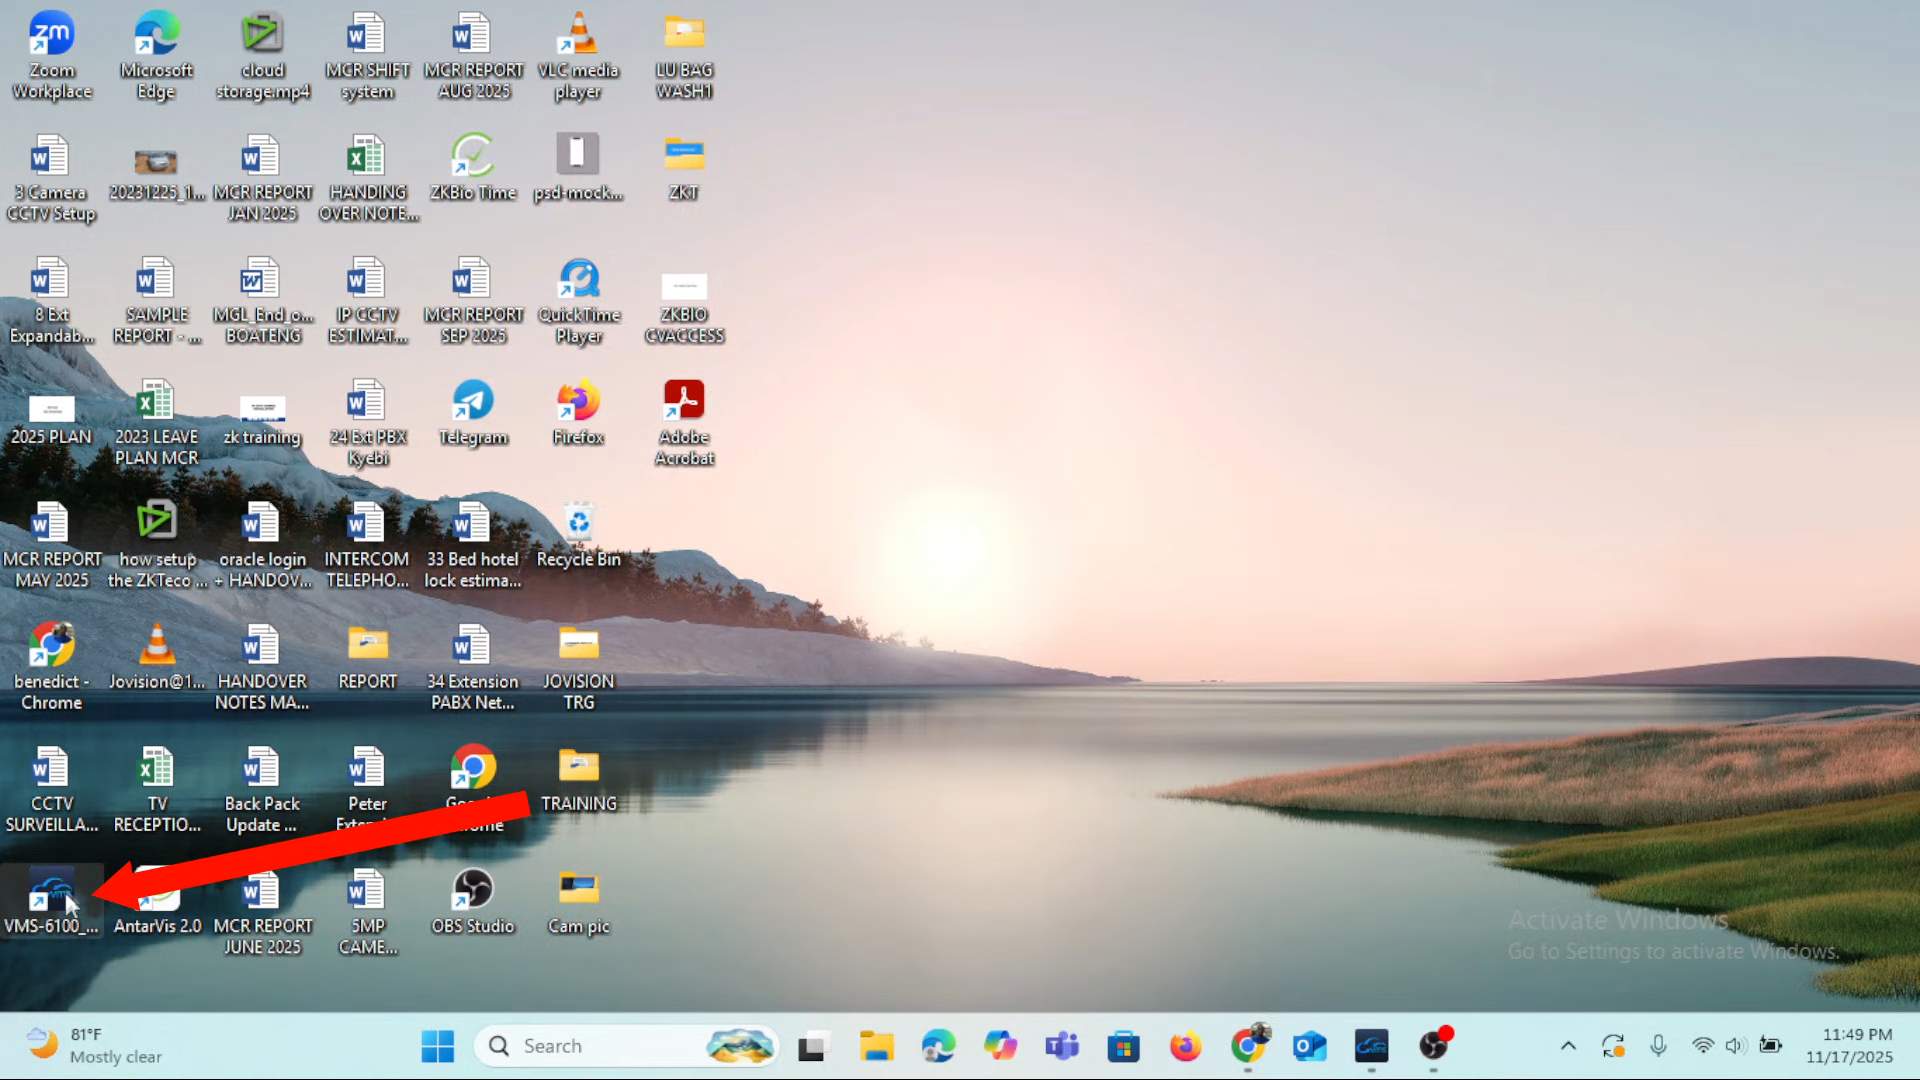 Zoom
Workplace
Microsoft
Edge
cloud
storage.mp4
MCR SHIFT
system
MCR REPORT
AUG 2025
VLC media
player
LU BAG
WASH1
3 Camera
CCTV Setup
20231225_1...
MCR REPORT
JAN 2025
HANDING
OVER NOTE...
ZKBio Time
psd-mock...
ZKT
8 Ext
Expandab...
SAMPLE
REPORT - ...
MGL_End_o...
BOATENG
IP CCTV
ESTIMAT...
MCR REPORT
SEP 2025
QuickTime
Player
ZKBIO
CVACCESS
2025 PLAN
2023 LEAVE
PLAN MCR
zk training
24 Ext PBX
Kyebi
Telegram
Firefox
Adobe
Acrobat
MCR REPORT
MAY 2025
how setup
the ZKTeco ...
oracle login
+ HANDOV...
INTERCOM
TELEPHO...
33 Bed hotel
lock estima...
Recycle Bin
benedict -
Chrome
Jovision@1...
HANDOVER
NOTES MA...
REPORT
34 Extension
PABX Net...
JOVISION
TRG
CCTV
SURVEILLA...
TV
RECEPTIO...
Back Pack
Update ...
Peter
TRAINING
VMS-6100_...
AntarVis 2.0
MCR REPORT
JUNE 2025
5MP
CAME...
OBS Studio
Cam pic
Activate Windows
Go to Settings to activate Windows.
81°F
Mostly clear
Search
11:49 PM
11/17/2025